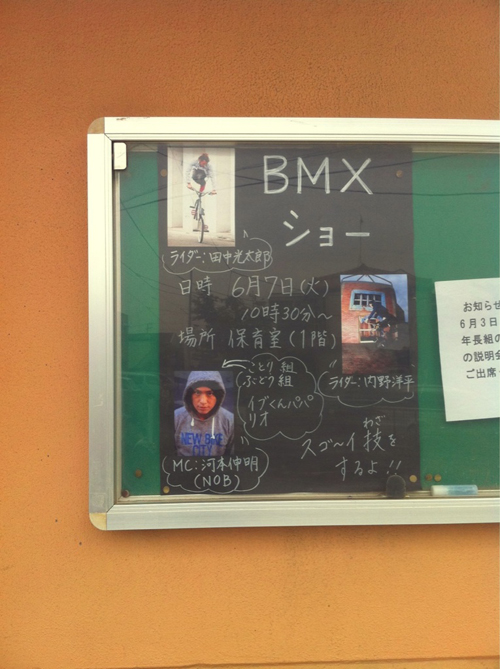 BMX
ショー
ライダー:田中光太郎
日時 6月7日(火)
10時30分〜
場所 保育室(1階)
ライダー:内野洋平
ことり組
ぶどう組
イブくんパパ
リオ
NEW
CITY
MC:河本伸明
(NOB)
わざ
スゴ〜イ技を
するよ!!
お知らせ
6月3日
年長組の
の説明会
ご出席